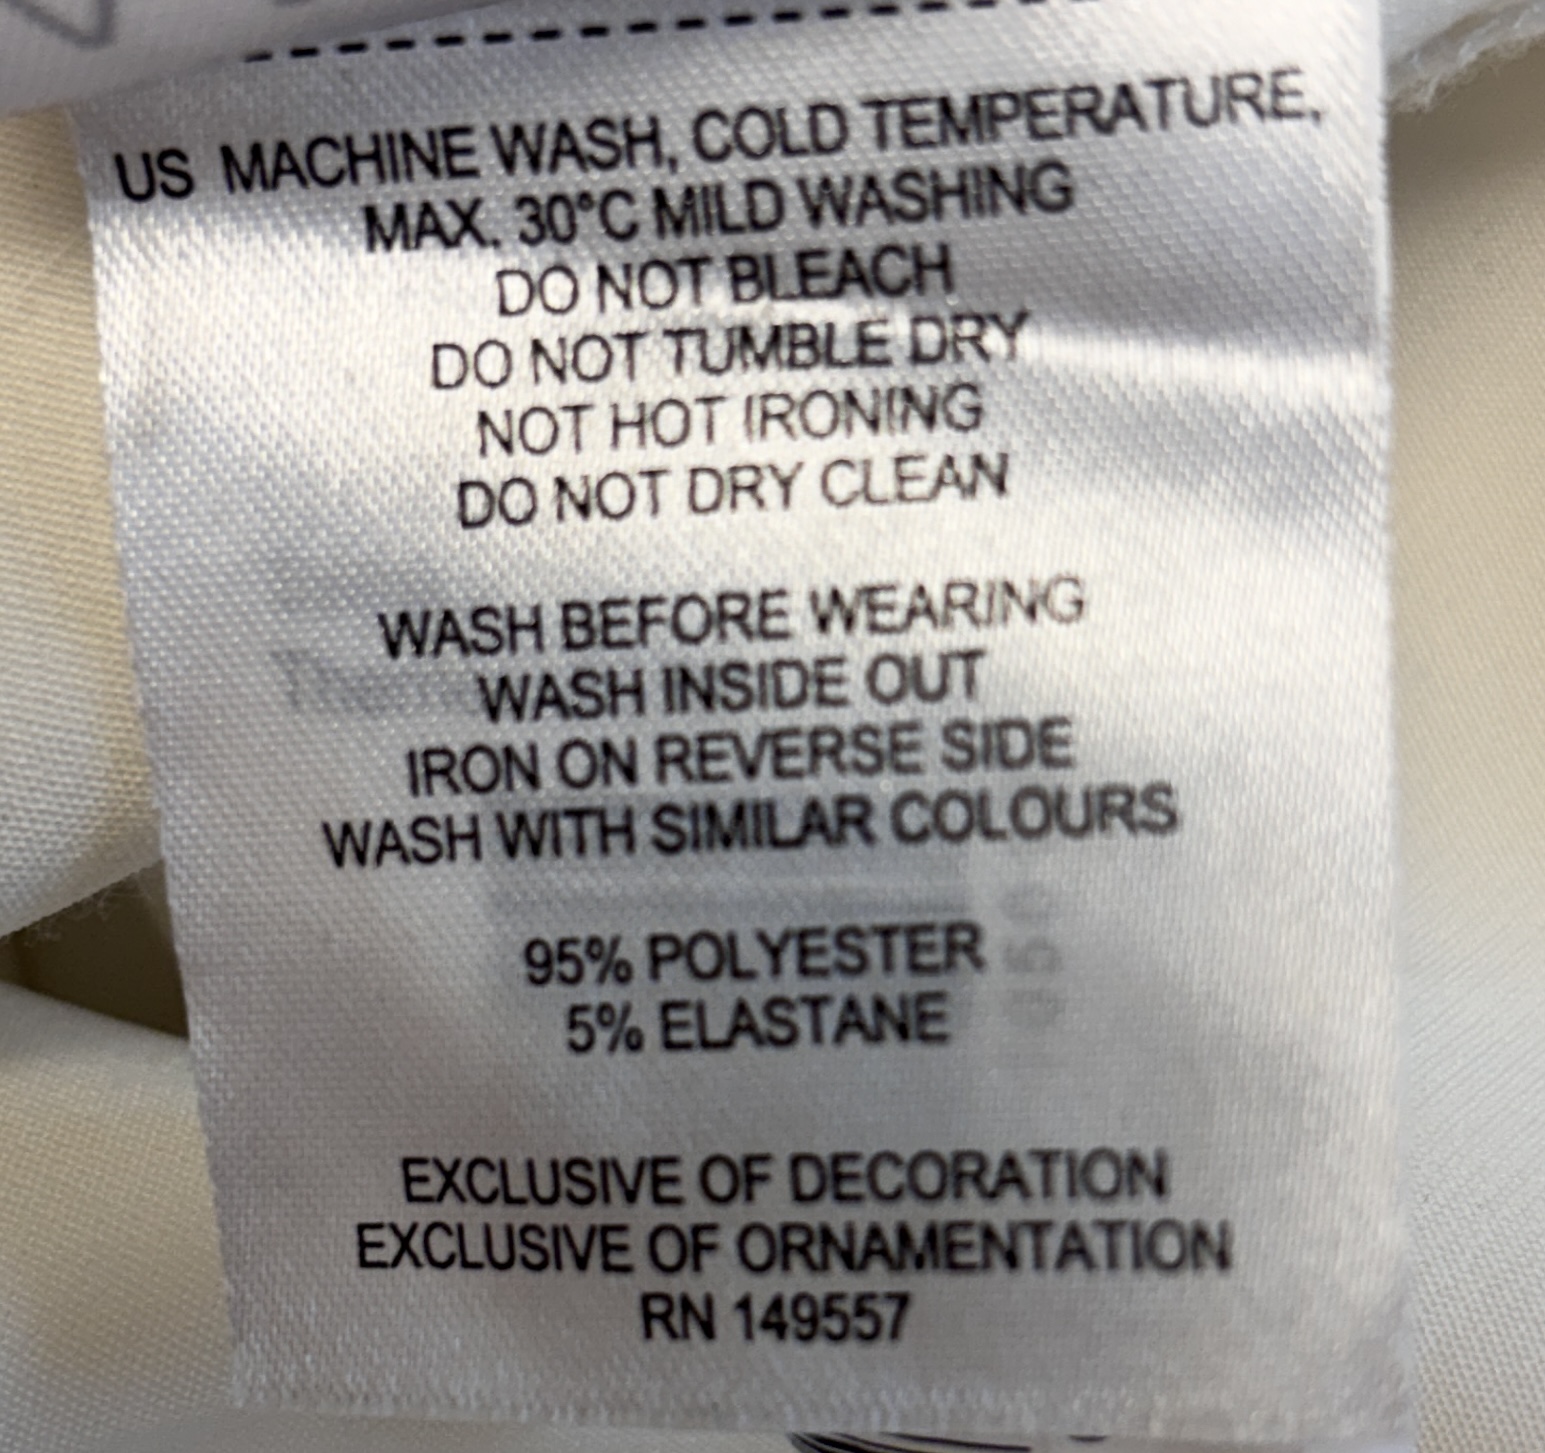 US MACHINE WASH, COLD TEMPERATURE,
MAX. 30°C MILD WASHING
DO NOT BLEACH
DO NOT TUMBLE DRY
NOT HOT IRONING
DO NOT DRY CLEAN
WASH BEFORE WEARING
WASH INSIDE OUT
IRON ON REVERSE SIDE
WASH WITH SIMILAR COLOURS
95% POLYESTER
5% ELASTANE
EXCLUSIVE OF DECORATION
EXCLUSIVE OF ORNAMENTATION
RN 149557